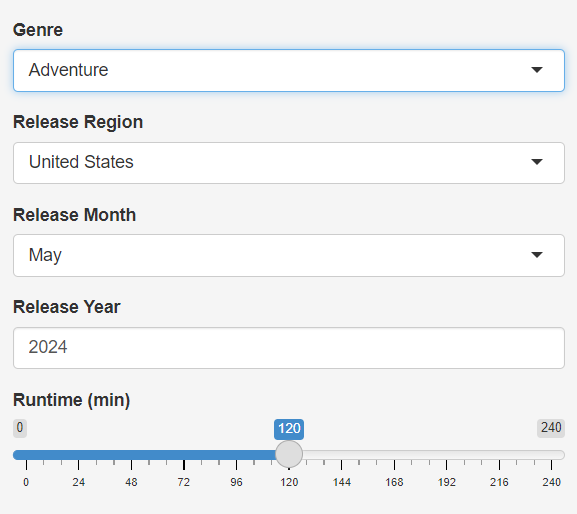 Genre
Adventure
Release Region
United States
Release Month
May
Release Year
2024
Runtime (min)
0 120 240
0 24 48 72 96 120 144 168 192 216 240